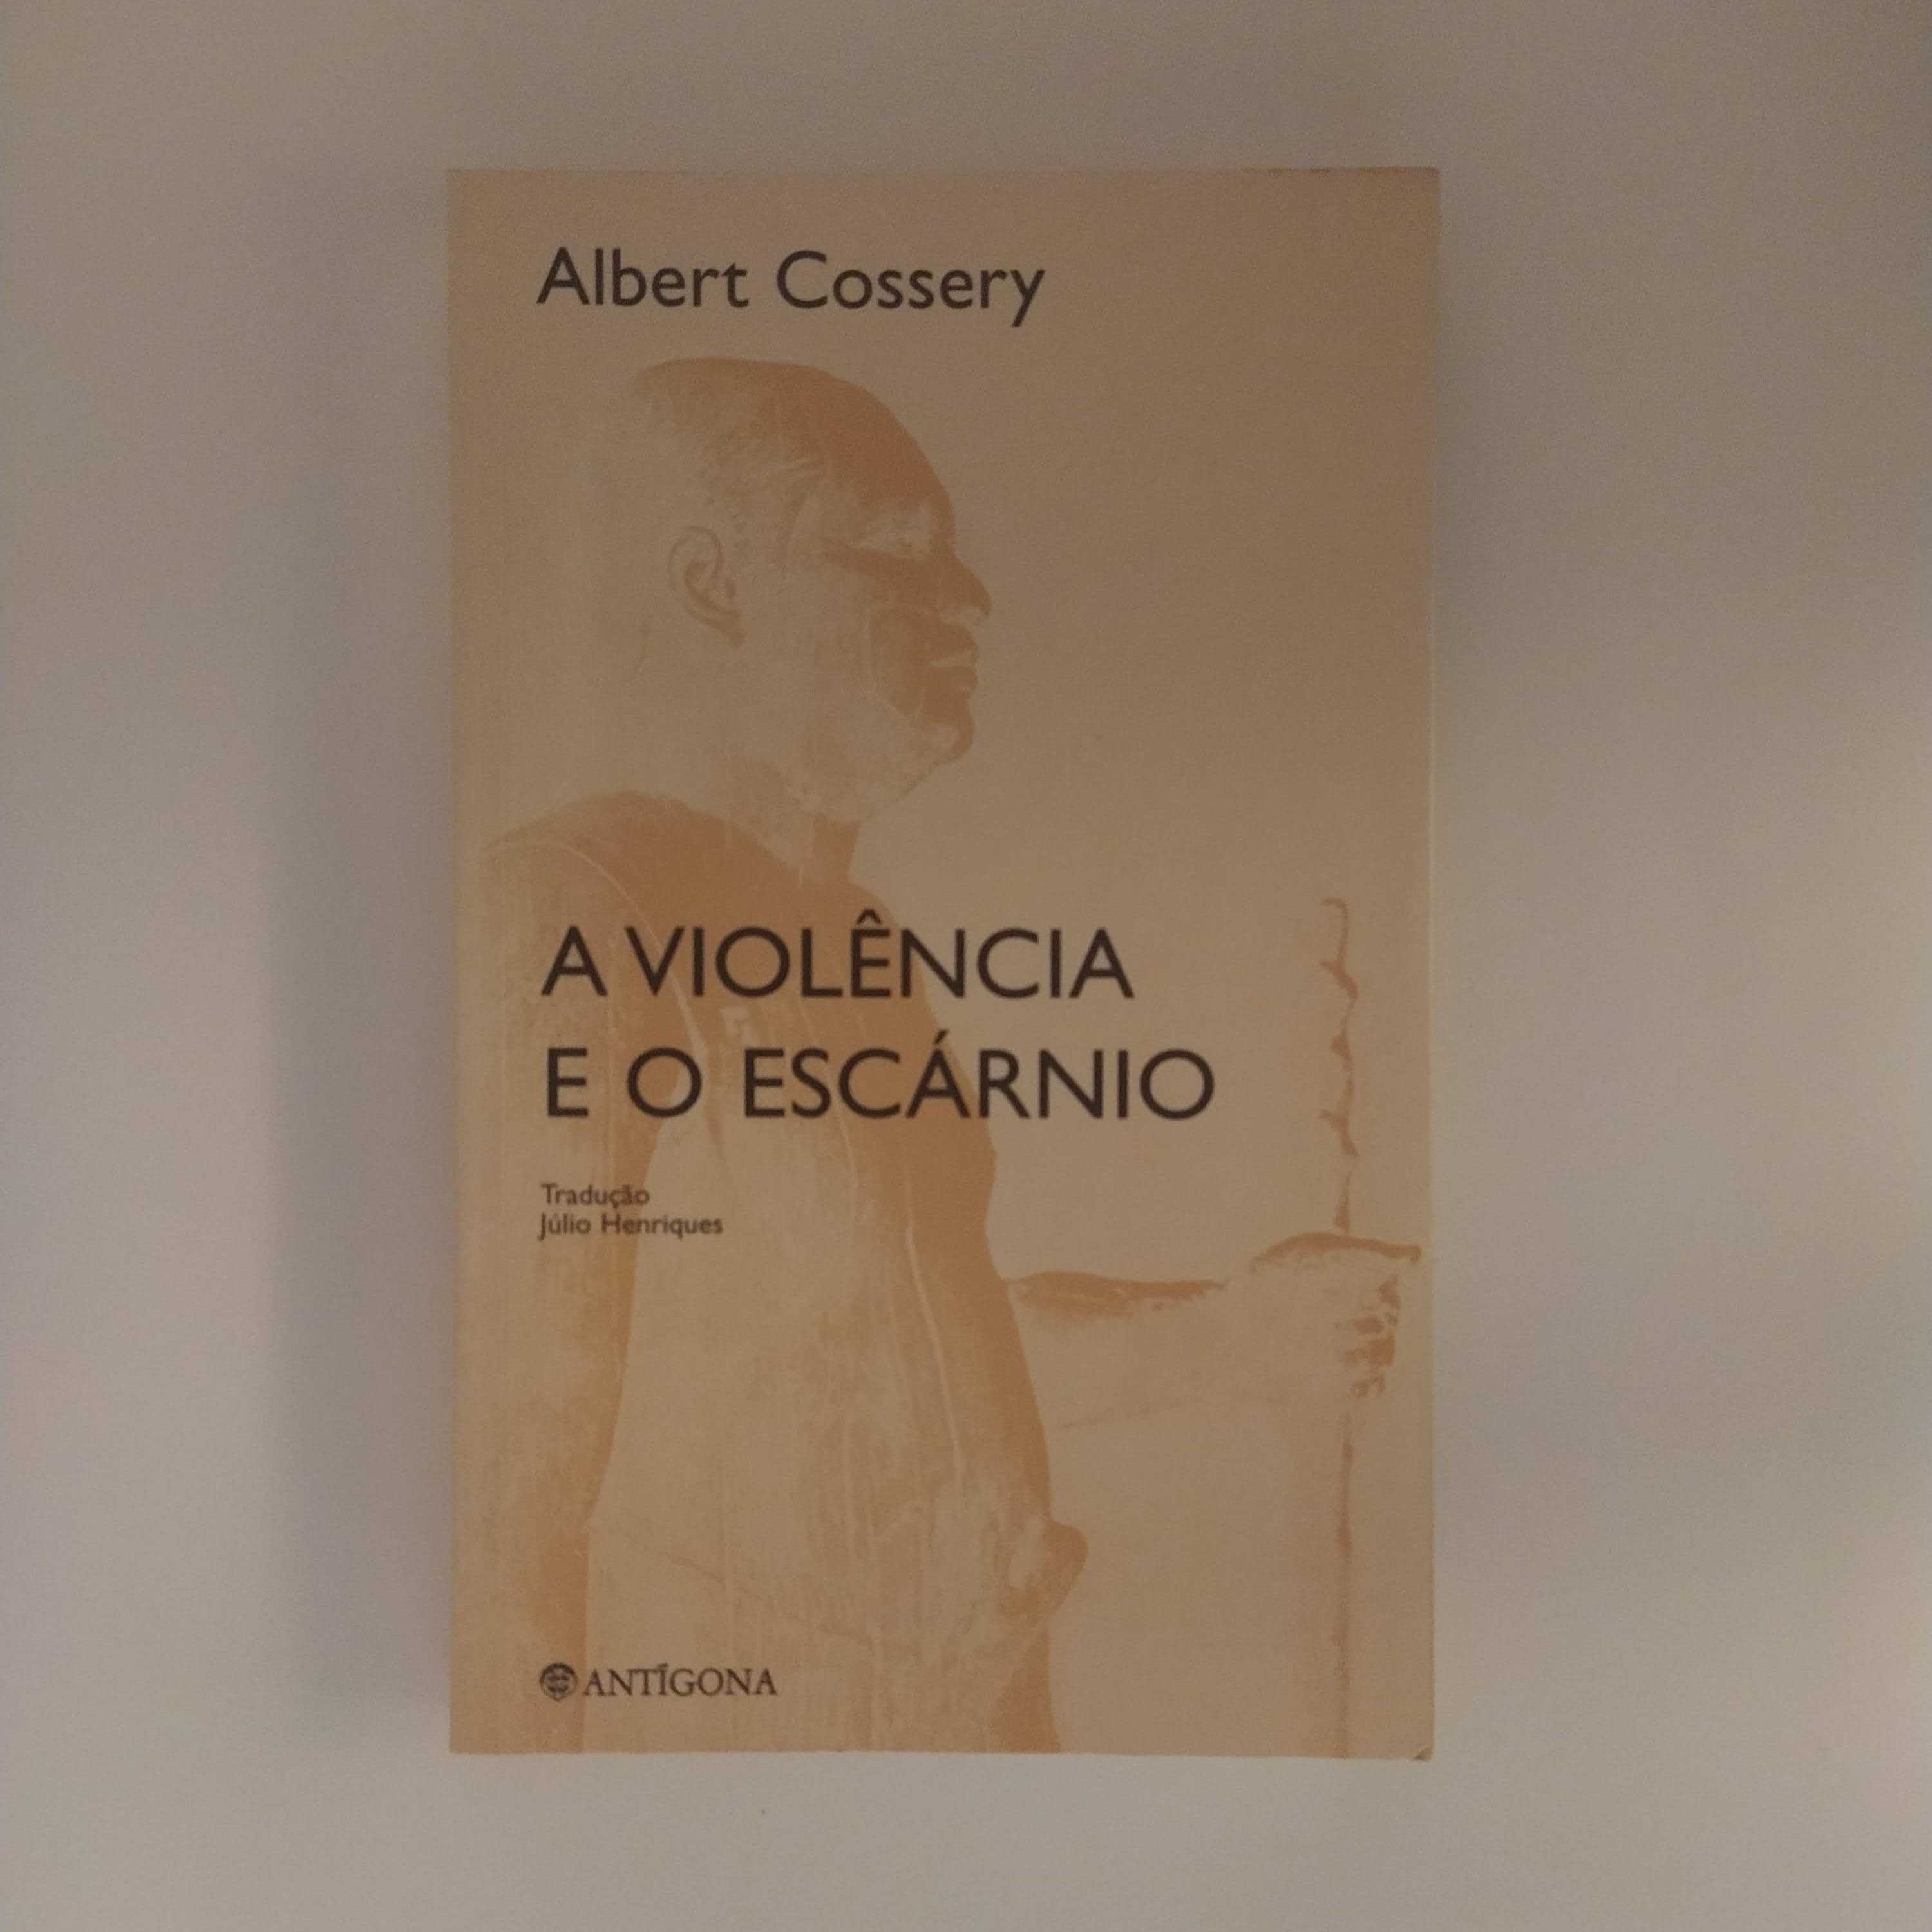 Albert Cossery
A VIOLÊNCIA
E O ESCÁRNIO
Tradução
Júlio Henriques
ANTÍGONA